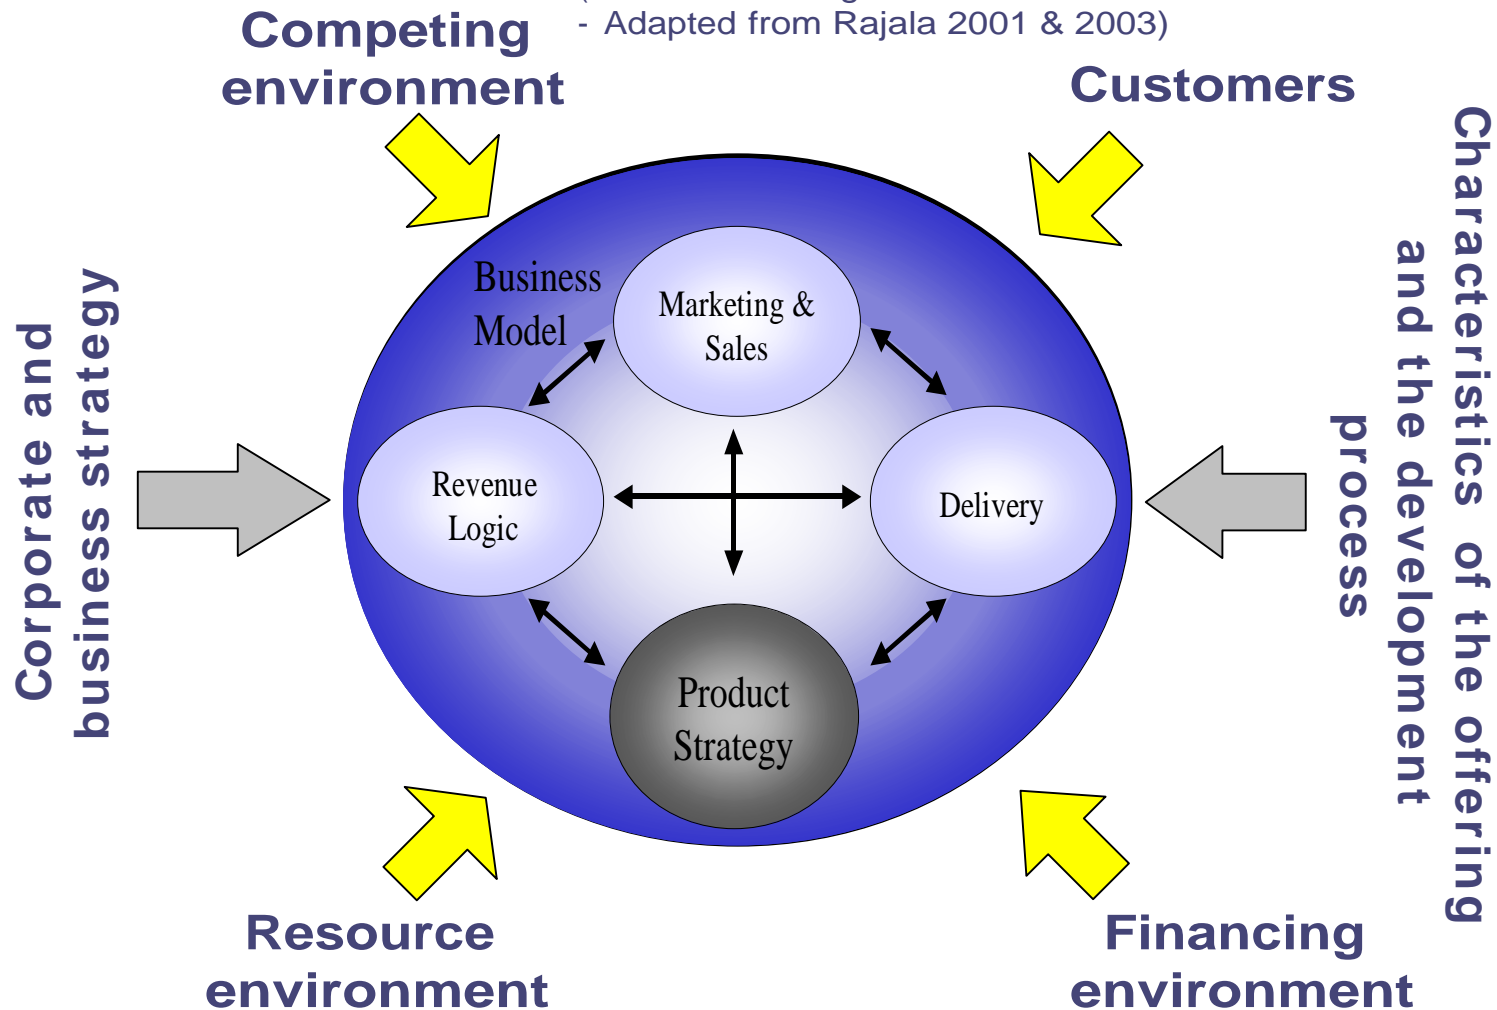 - Adapted from Rajala 2001 & 2003)
Competing
environment
Customers
Corporate and
business strategy
Business
Model
Marketing &
Sales
Revenue
Logic
Delivery
Product
Strategy
Characteristics of the offering
and the development
process
Resource
environment
Financing
environment